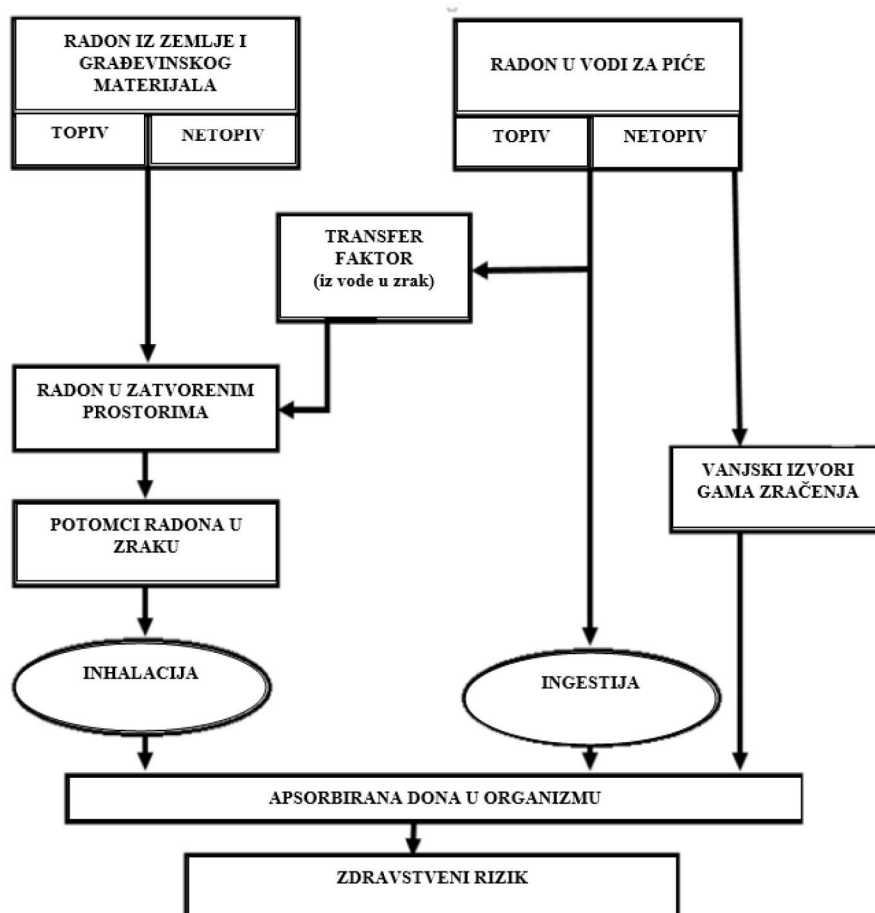 RADON IZ ZEMLJE I
GRAĐEVINSKOG
MATERIJALA
TOPIV
NETOPIV
RADON U VODI ZA PIĆE
TOPIV
NETOPIV
TRANSFER
FAKTOR
(iz vode u zrak)
RADON U ZATVORENIM
PROSTORIMA
VANJSKI IZVORI
GAMA ZRAČENJA
POTOMCI RADONA U
ZRAKU
INHALACIJA
INGESTIJA
APSORBIRANA DONA U ORGANIZMU
ZDRAVSTVENI RIZIK